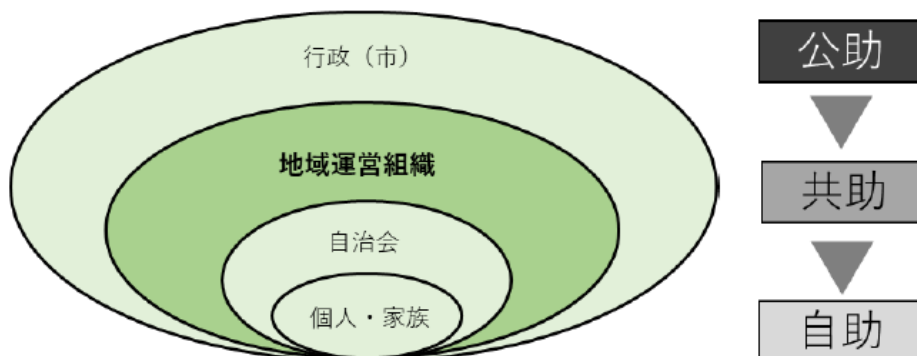 行政（市）
地域運営組織
自治会
個人・家族
公助
共助
自助